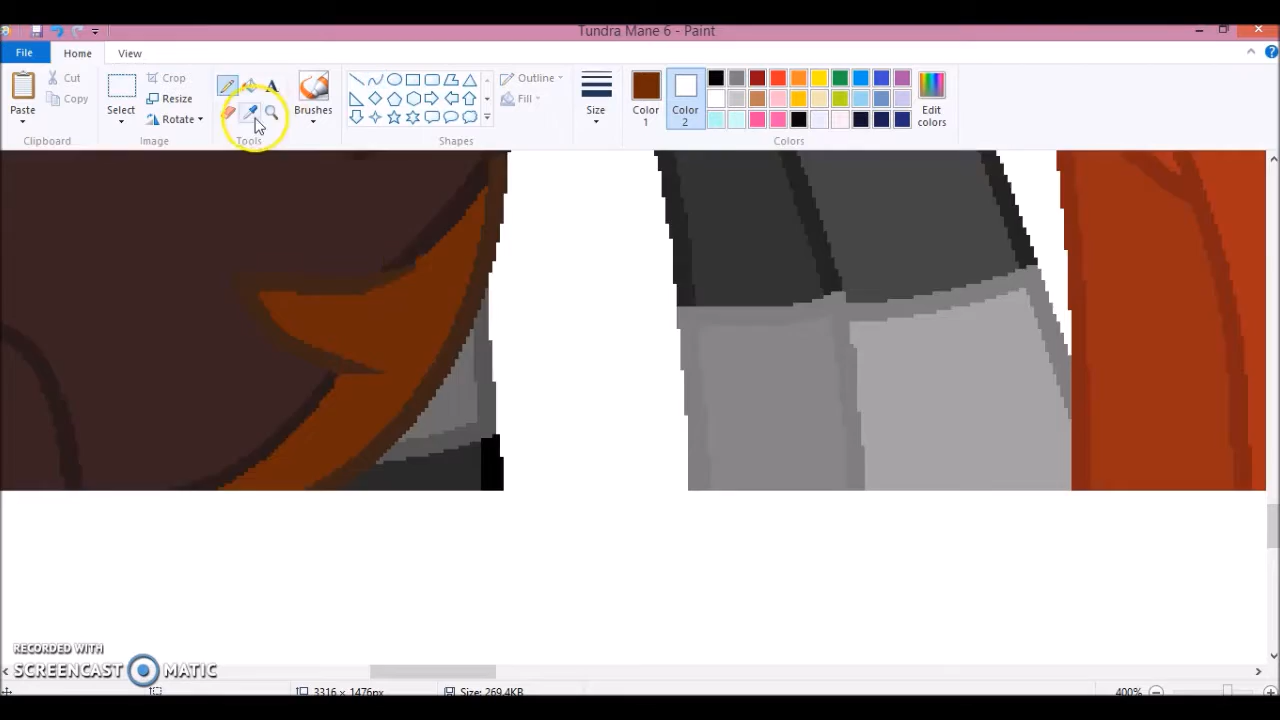 Tundra Mane 6 - Paint
File Home View
Cut Crop Outline
Copy Resize Fill
Paste Select Rotate Brushes Size Color 1 Color 2 Edit colors
Clipboard Image Tools Shapes Colors
RECORDED WITH
SCREENCAST MATIC
3316 × 1476px Size: 269.4KB 400%